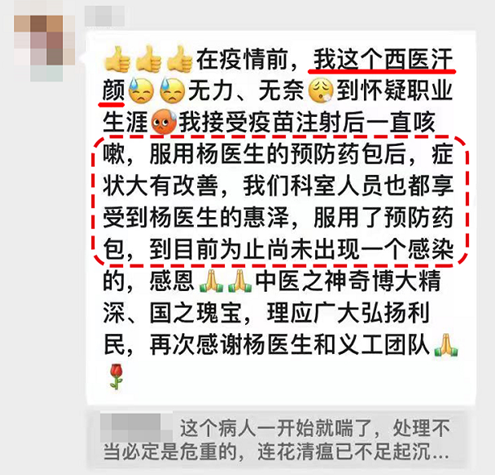 👍👍👍在疫情前，我这个西医汗
颜😓😓无力、无奈😮‍💨到怀疑职业
生涯🥵我接受疫苗注射后一直咳
嗽，服用杨医生的预防药包后，症
状大有改善，我们科室人员也都享
受到杨医生的惠泽，服用了预防药
包，到目前为止尚未出现一个感染
的，感恩🙏🙏中医之神奇博大精
深、国之瑰宝，理应广大弘扬利
民，再次感谢杨医生和义工团队🙏
🌹
这个病人一开始就喘了，处理不
当必定是危重的，连花清瘟已不足起沉...